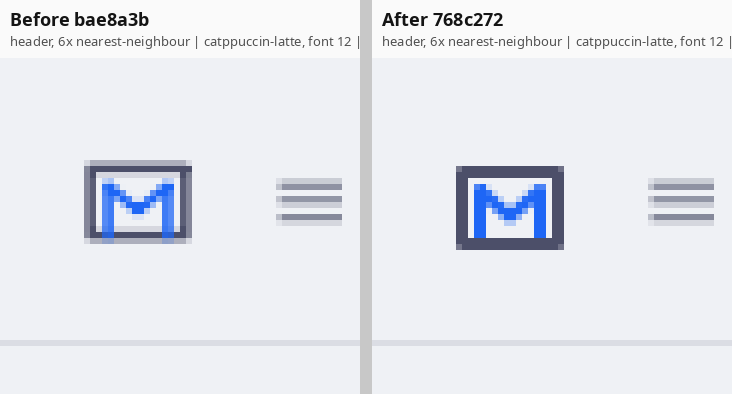 Before bae8a3b
header, 6x nearest-neighbour | catppuccin-latte, font 12 |
M
After 768c272
header, 6x nearest-neighbour | catppuccin-latte, font 12 |
M